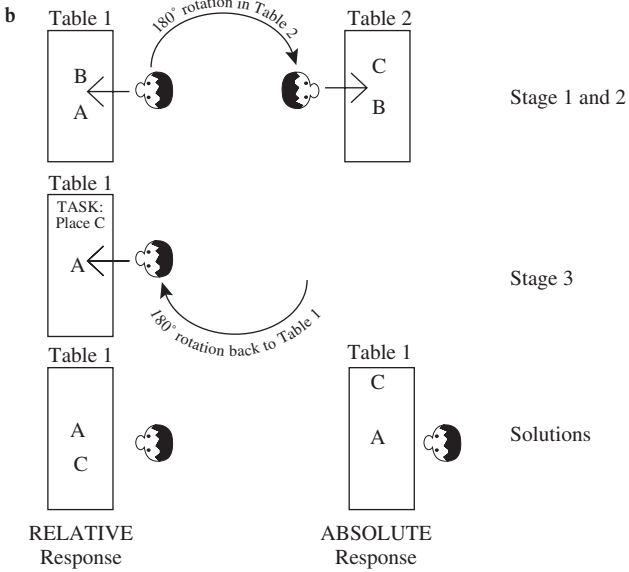 b
Table 1
180° rotation in Table 2
Table 2
B
A
C
B
Stage 1 and 2
Table 1
TASK:
Place C
A
180° rotation back to Table 1
Stage 3
Table 1
A
C
Table 1
C
A
Solutions
RELATIVE
Response
ABSOLUTE
Response